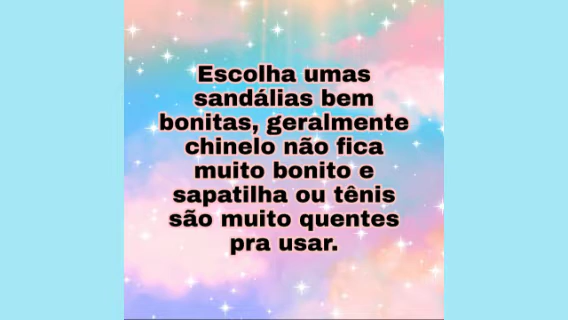 Escolha umas
sandálias bem
bonitas, geralmente
chinelo não fica
muito bonito e
sapatilha ou tênis
são muito quentes
pra usar.